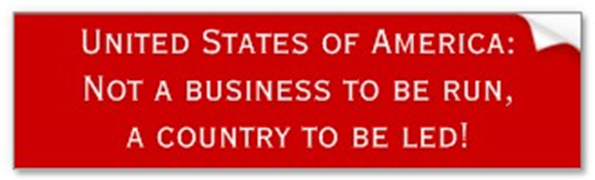 United States of America:
Not a business to be run,
a country to be led!